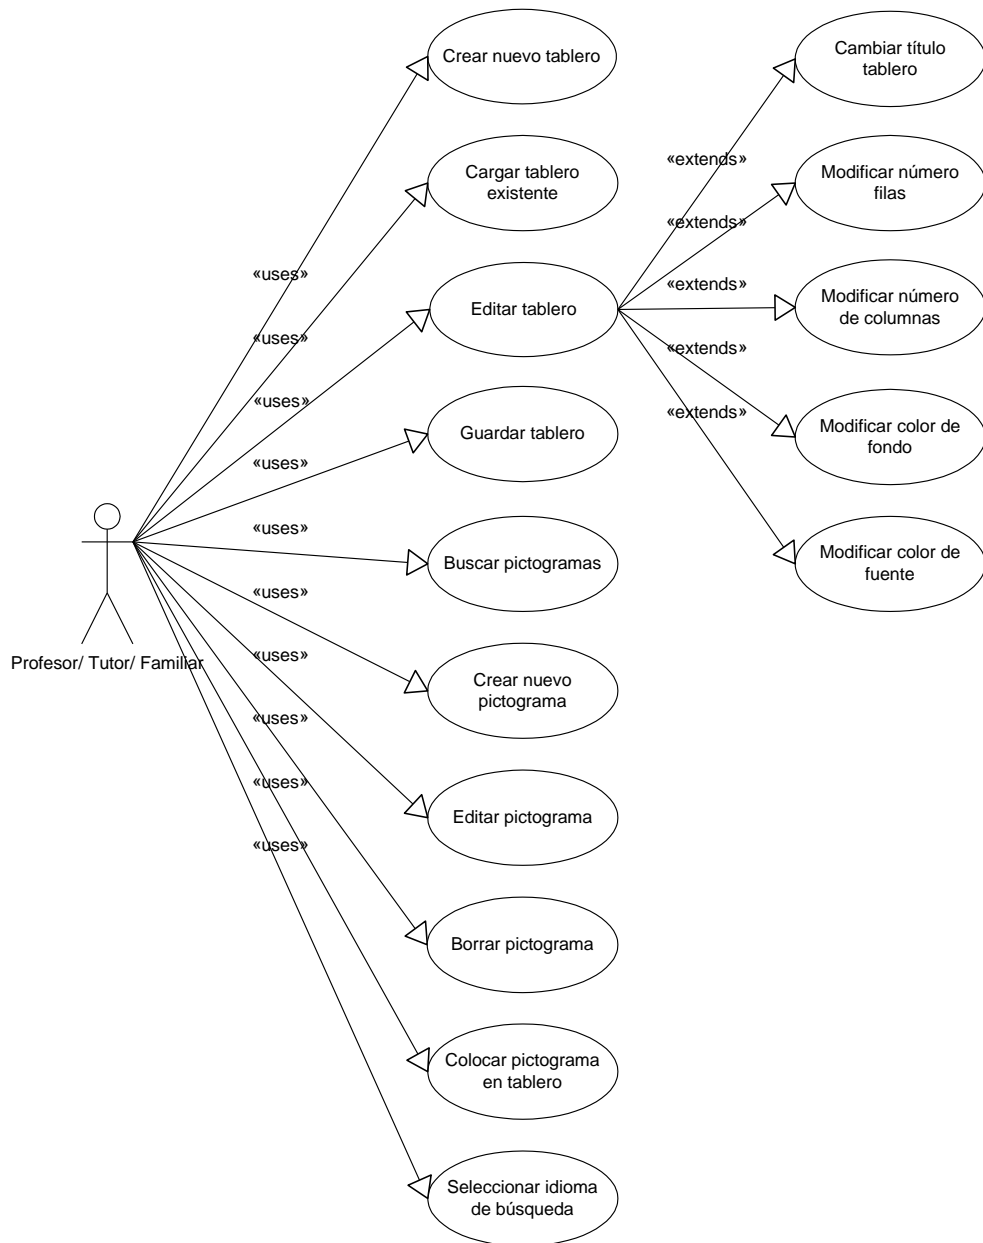 Crear nuevo tablero
Cambiar título
tablero
«extends»
Cargar tablero
existente
Modificar número
filas
«extends»
«uses»
«extends»
Editar tablero
Modificar número
de columnas
«uses»
«extends»
«uses»
«extends»
Guardar tablero
Modificar color de
fondo
«uses»
«uses»
Buscar pictogramas
Modificar color de
fuente
«uses»
Profesor/ Tutor/ Familiar
«uses»
Crear nuevo
pictograma
«uses»
«uses»
Editar pictograma
«uses»
Borrar pictograma
Colocar pictograma
en tablero
Seleccionar idioma
de búsqueda